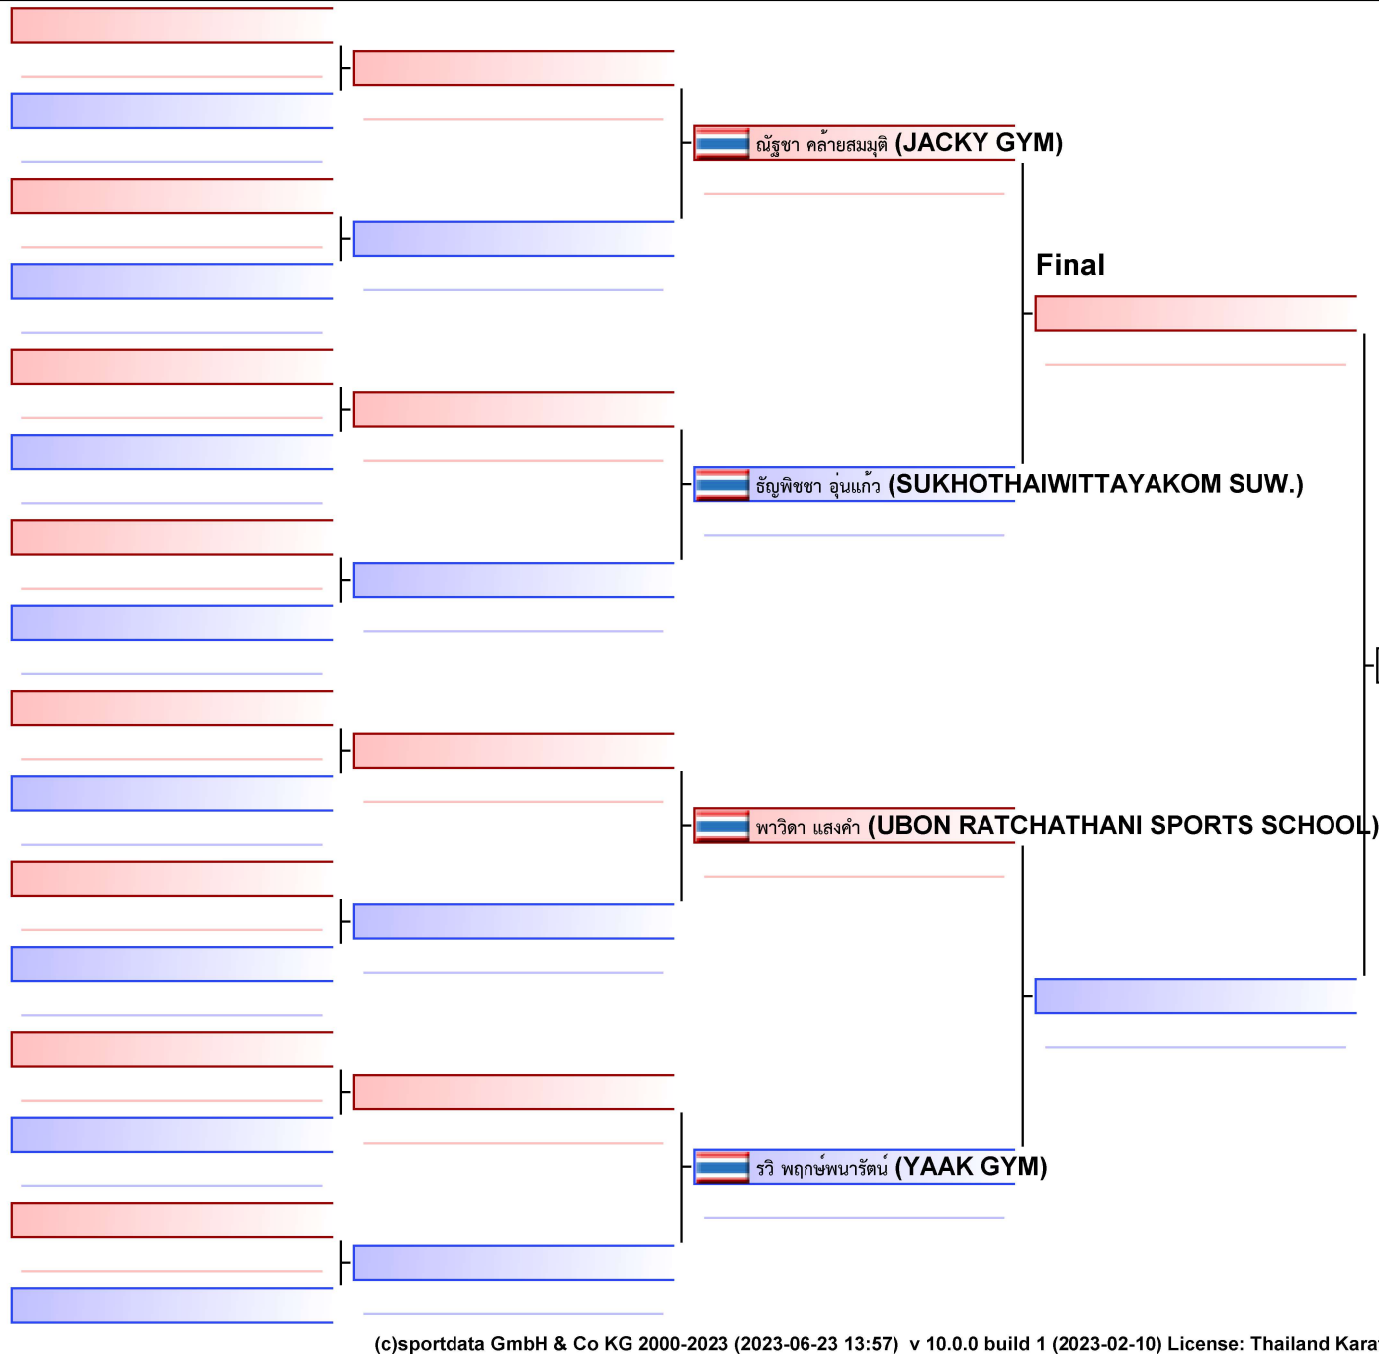 ณัฐชา คล้ายสมมุติ (JACKY GYM)
Final
ธัญพิชชา อุ่นแก้ว (SUKHOTHAIWITTAYAKOM SUW.)
พาวิดา แสงคำ (UBON RATCHATHANI SPORTS SCHOOL)
รวิ พฤกษ์พนารัตน์ (YAAK GYM)
(c)sportdata GmbH & Co KG 2000-2023 (2023-06-23 13:57) v 10.0.0 build 1 (2023-02-10) License: Thailand